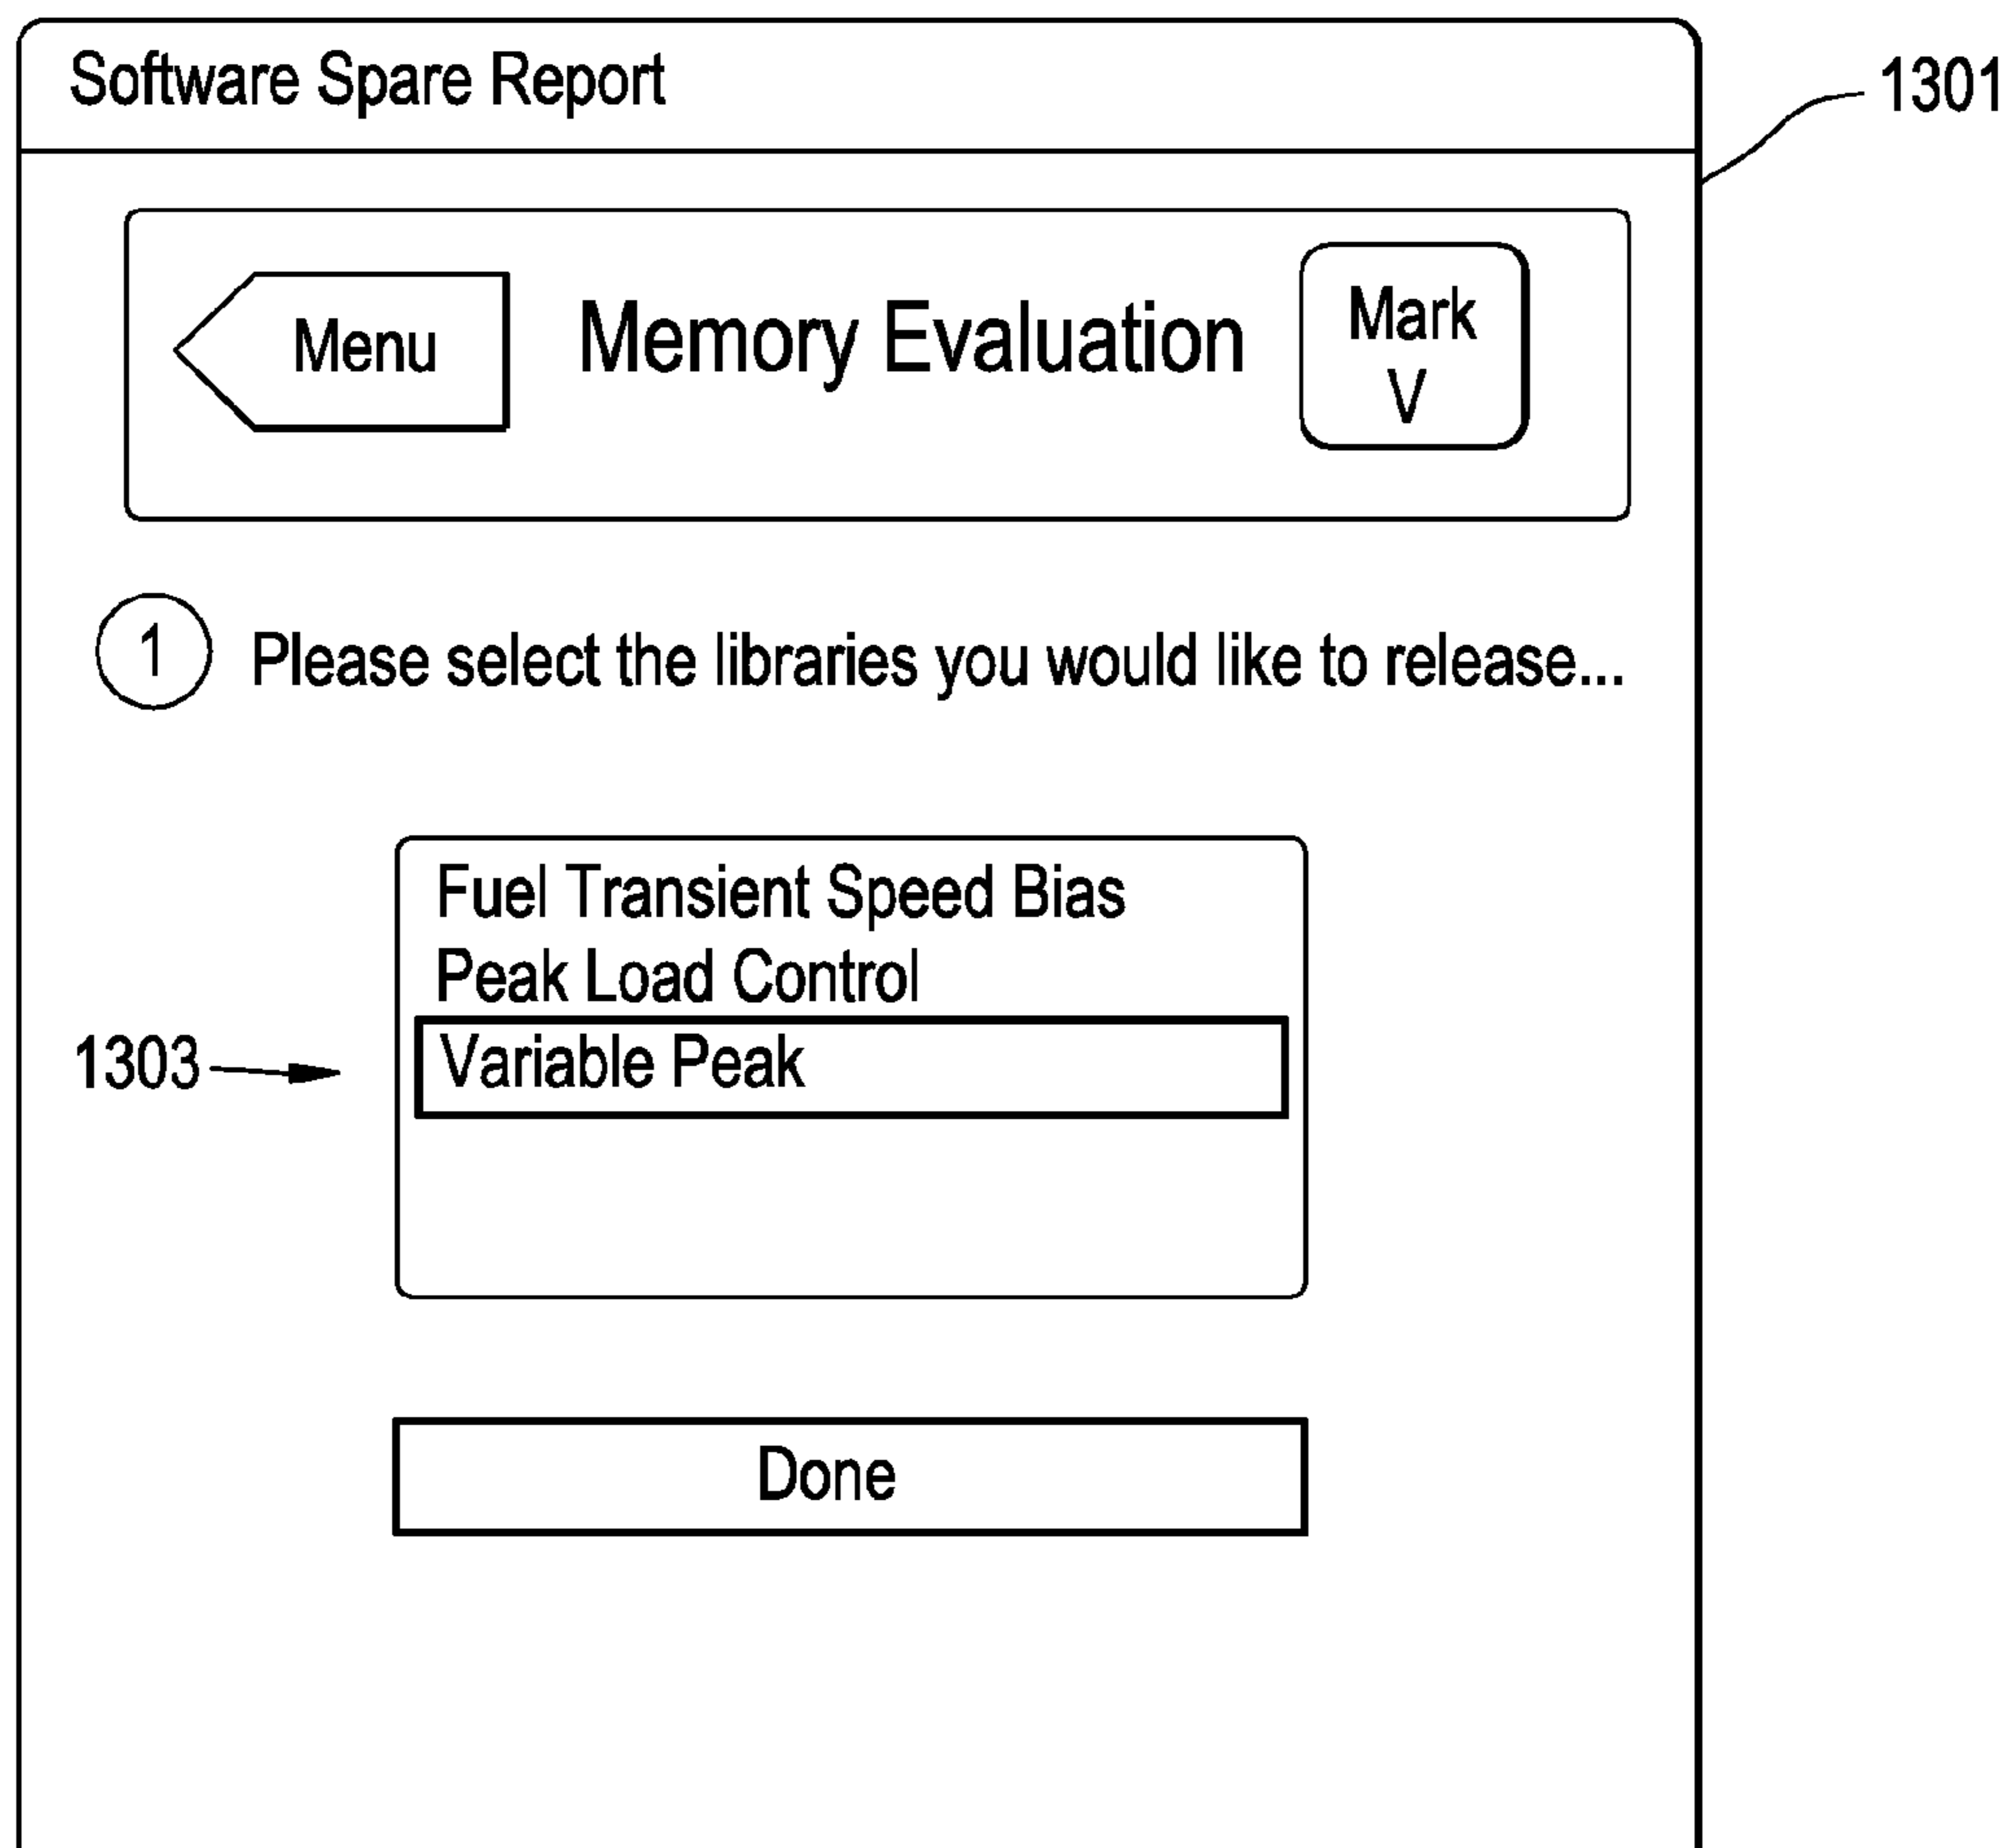 Software Spare Report
1301
Menu
Memory Evaluation
Mark
V
1
Please select the libraries you would like to release...
Fuel Transient Speed Bias
Peak Load Control
1303
Variable Peak
Done